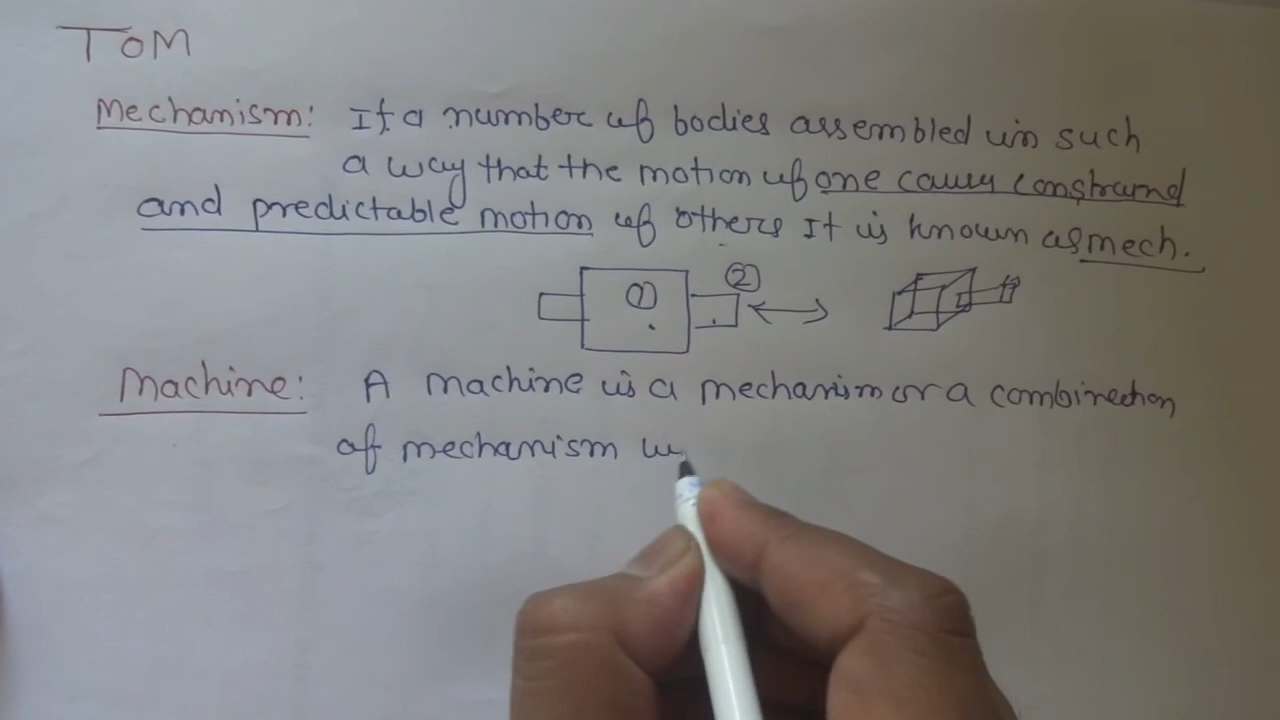 TOM
Mechanism: If a number of bodies assembled in such
a way that the motion of one causes constrained
and predictable motion of others It is known as mech.
① ②
Machine: A machine is a mechanism or a combination
of mechanism w